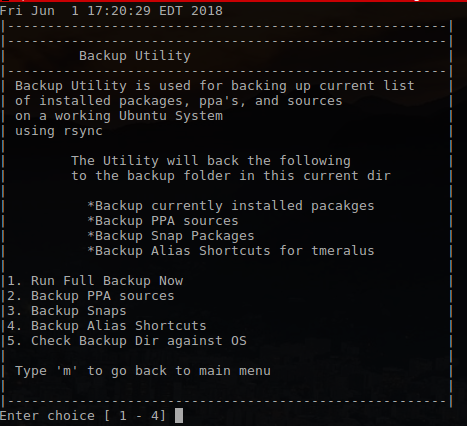 Fri Jun  1 17:20:29 EDT 2018
|-------------------------------------------------------|
|-------------------------------------------------------|
|         Backup Utility                                |
|-------------------------------------------------------|
| Backup Utility is used for backing up current list    |
| of installed packages, ppa's, and sources             |
| on a working Ubuntu System                            |
| using rsync                                           |
|                                                       |
|        The Utility will back the following            |
|        to the backup folder in this current dir       |
|                                                       |
|          *Backup currently installed pacakges         |
|          *Backup PPA sources                          |
|          *Backup Snap Packages                        |
|          *Backup Alias Shortcuts for tmeralus         |
|                                                       |
|1. Run Full Backup Now                                 |
|2. Backup PPA sources                                  |
|3. Backup Snaps                                        |
|4. Backup Alias Shortcuts                              |
|5. Check Backup Dir against OS                         |
|                                                       |
| Type 'm' to go back to main menu                      |
|                                                       |
|-------------------------------------------------------|
Enter choice [ 1 - 4]